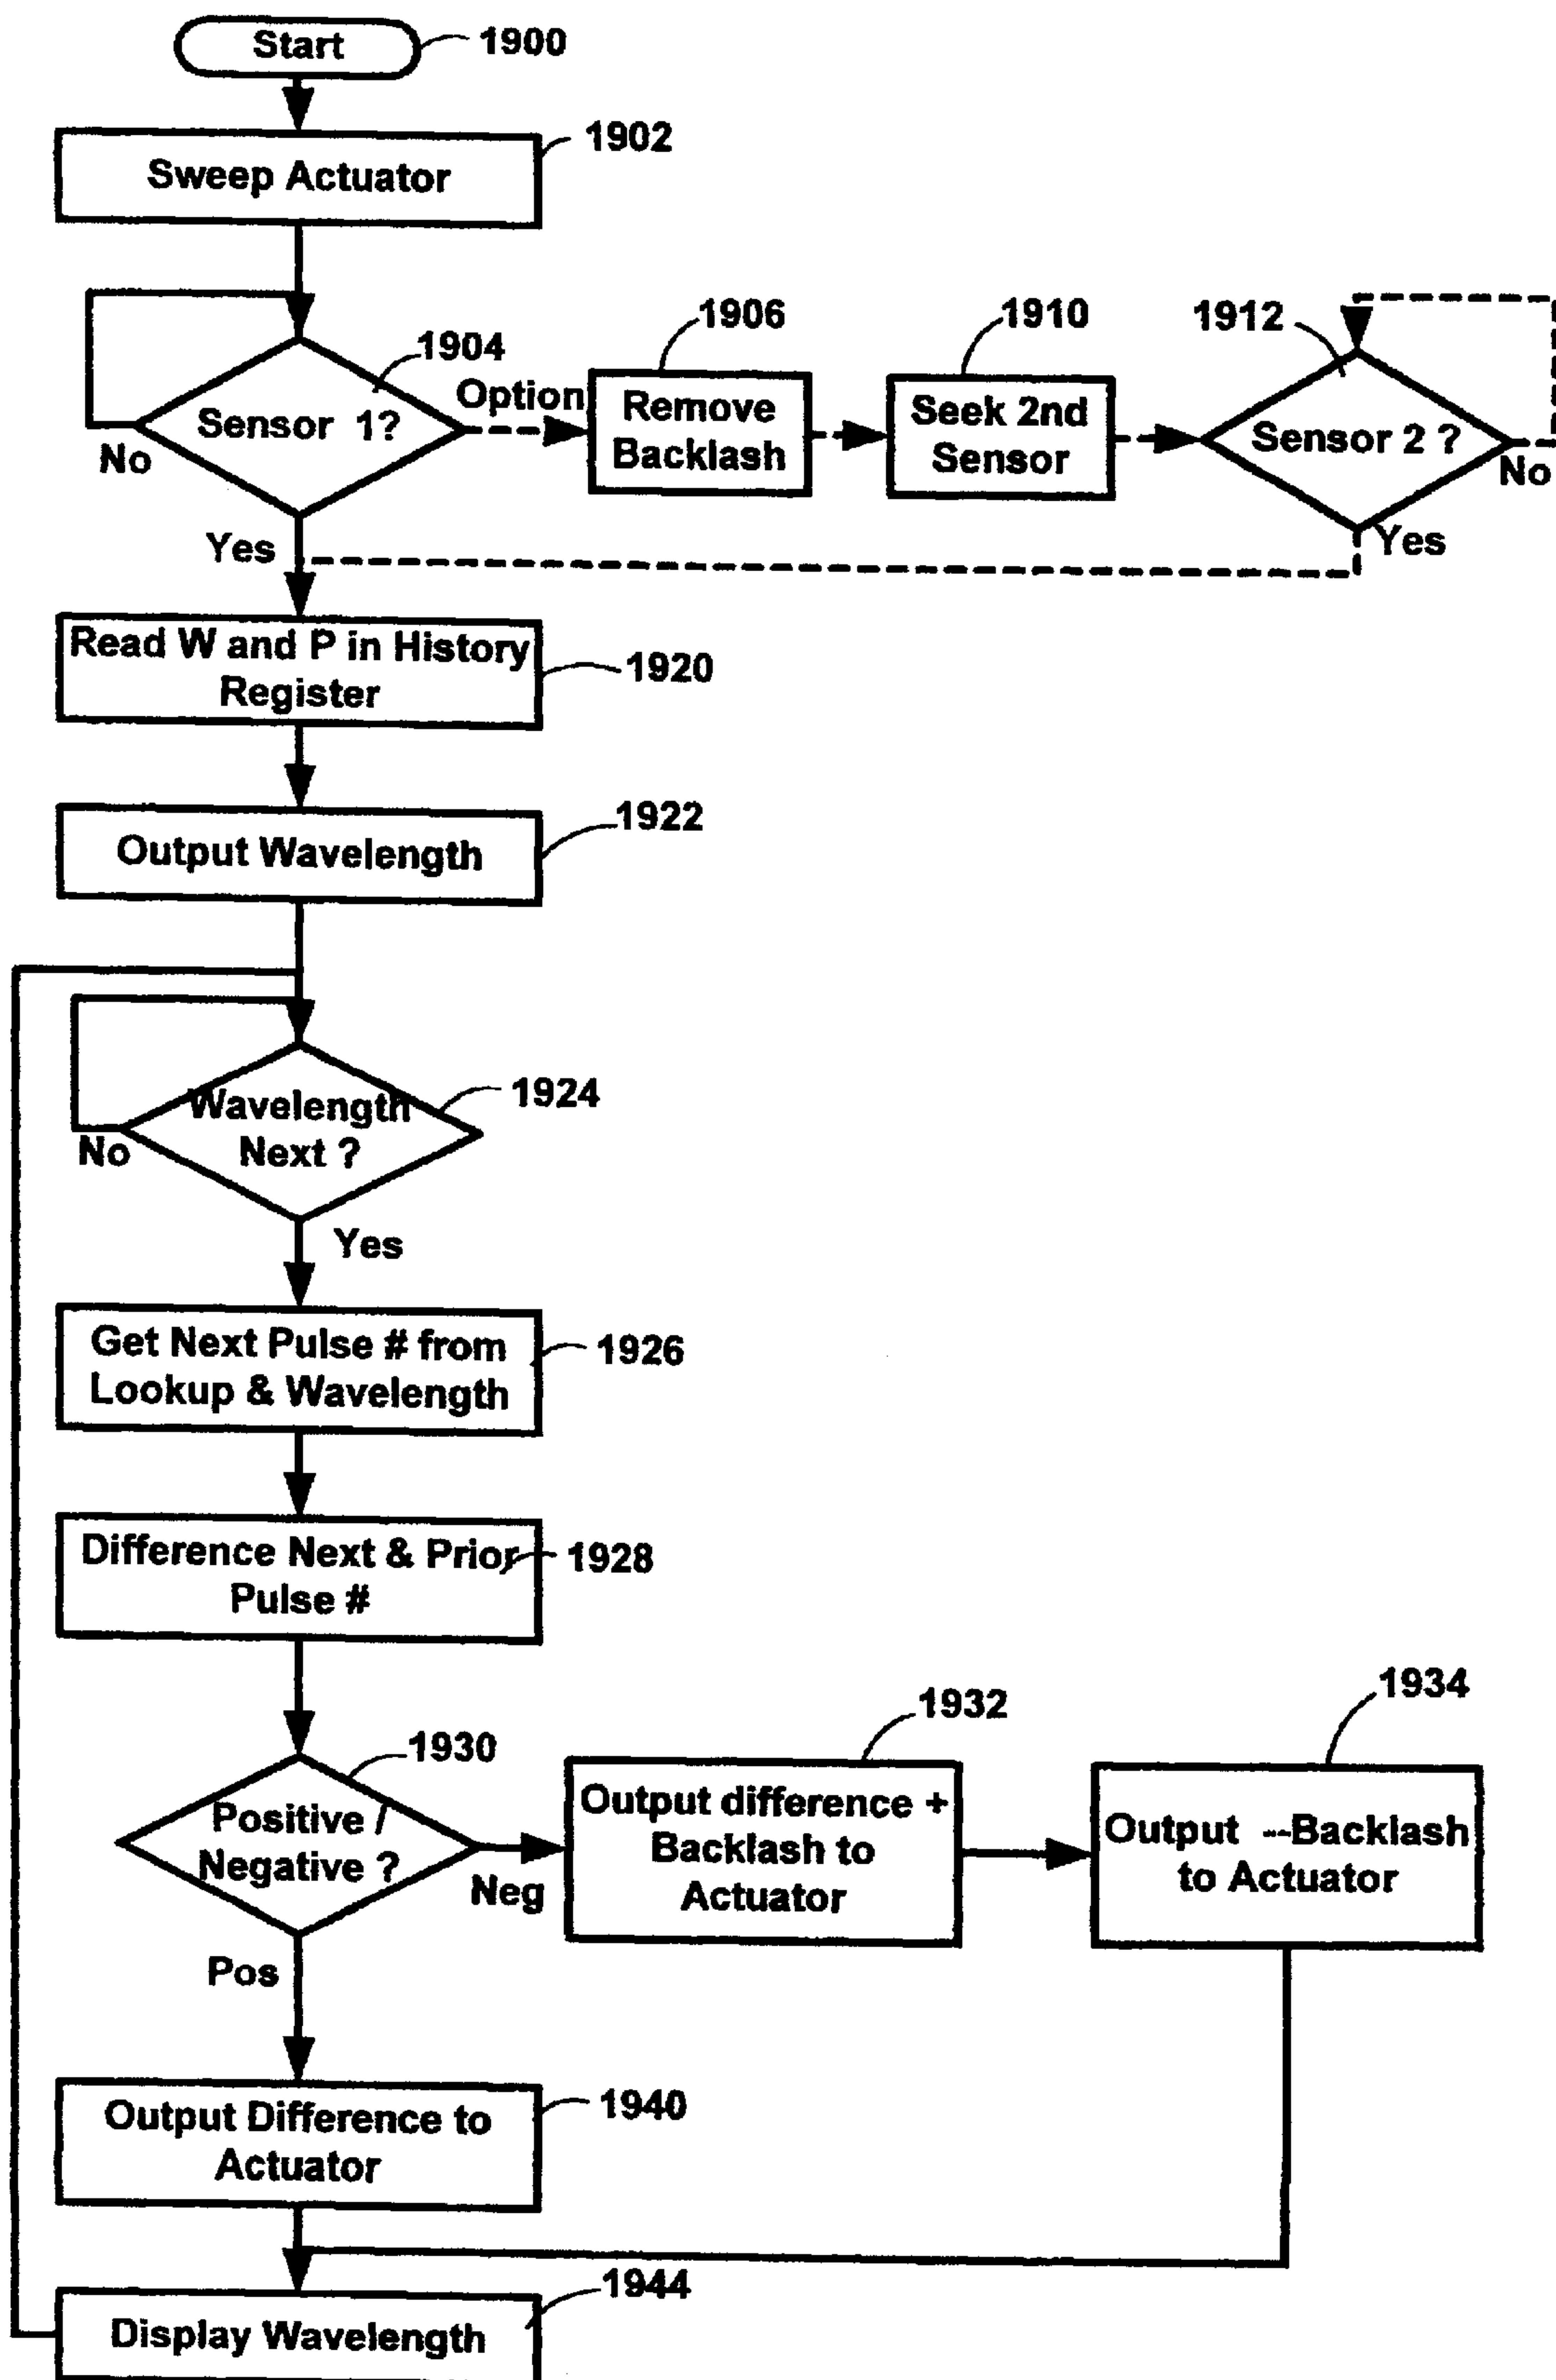 Start
1900
Sweep Actuator
1902
1904
Sensor 1?
No
Yes
Option
1906
Remove
Backlash
1910
Seek 2nd
Sensor
1912
Sensor 2 ?
No
Yes
Read W and P in History
Register
1920
Output Wavelength
1922
Wavelength
Next ?
1924
No
Yes
Get Next Pulse # from
Lookup & Wavelength
1926
Difference Next & Prior
Pulse #
1928
1930
Positive /
Negative ?
Neg
Pos
1932
Output difference +
Backlash to
Actuator
1934
Output --Backlash
to Actuator
Output Difference to
Actuator
1940
1944
Display Wavelength